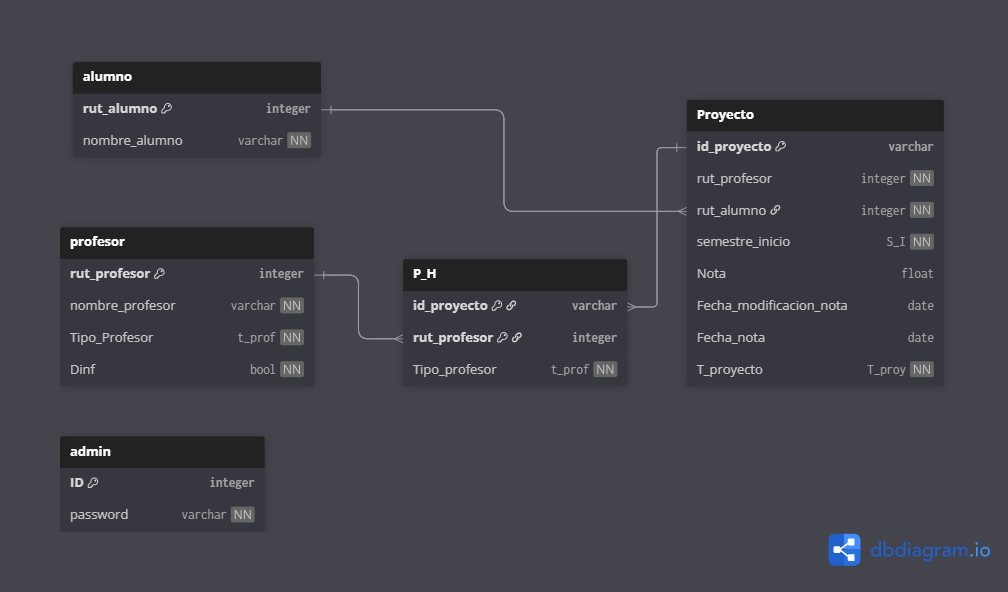 alumno
rut_alumno integer
nombre_alumno varchar NN
Proyecto
id_proyecto varchar
rut_profesor integer NN
rut_alumno integer NN
semestre_inicio S_I NN
Nota float
Fecha_modificacion_nota date
Fecha_nota date
T_proyecto T_proy NN
profesor
rut_profesor integer
nombre_profesor varchar NN
Tipo_Profesor t_prof NN
Dinf bool NN
P_H
id_proyecto varchar
rut_profesor integer
Tipo_profesor t_prof NN
admin
ID integer
password varchar NN
dbdiagram.io